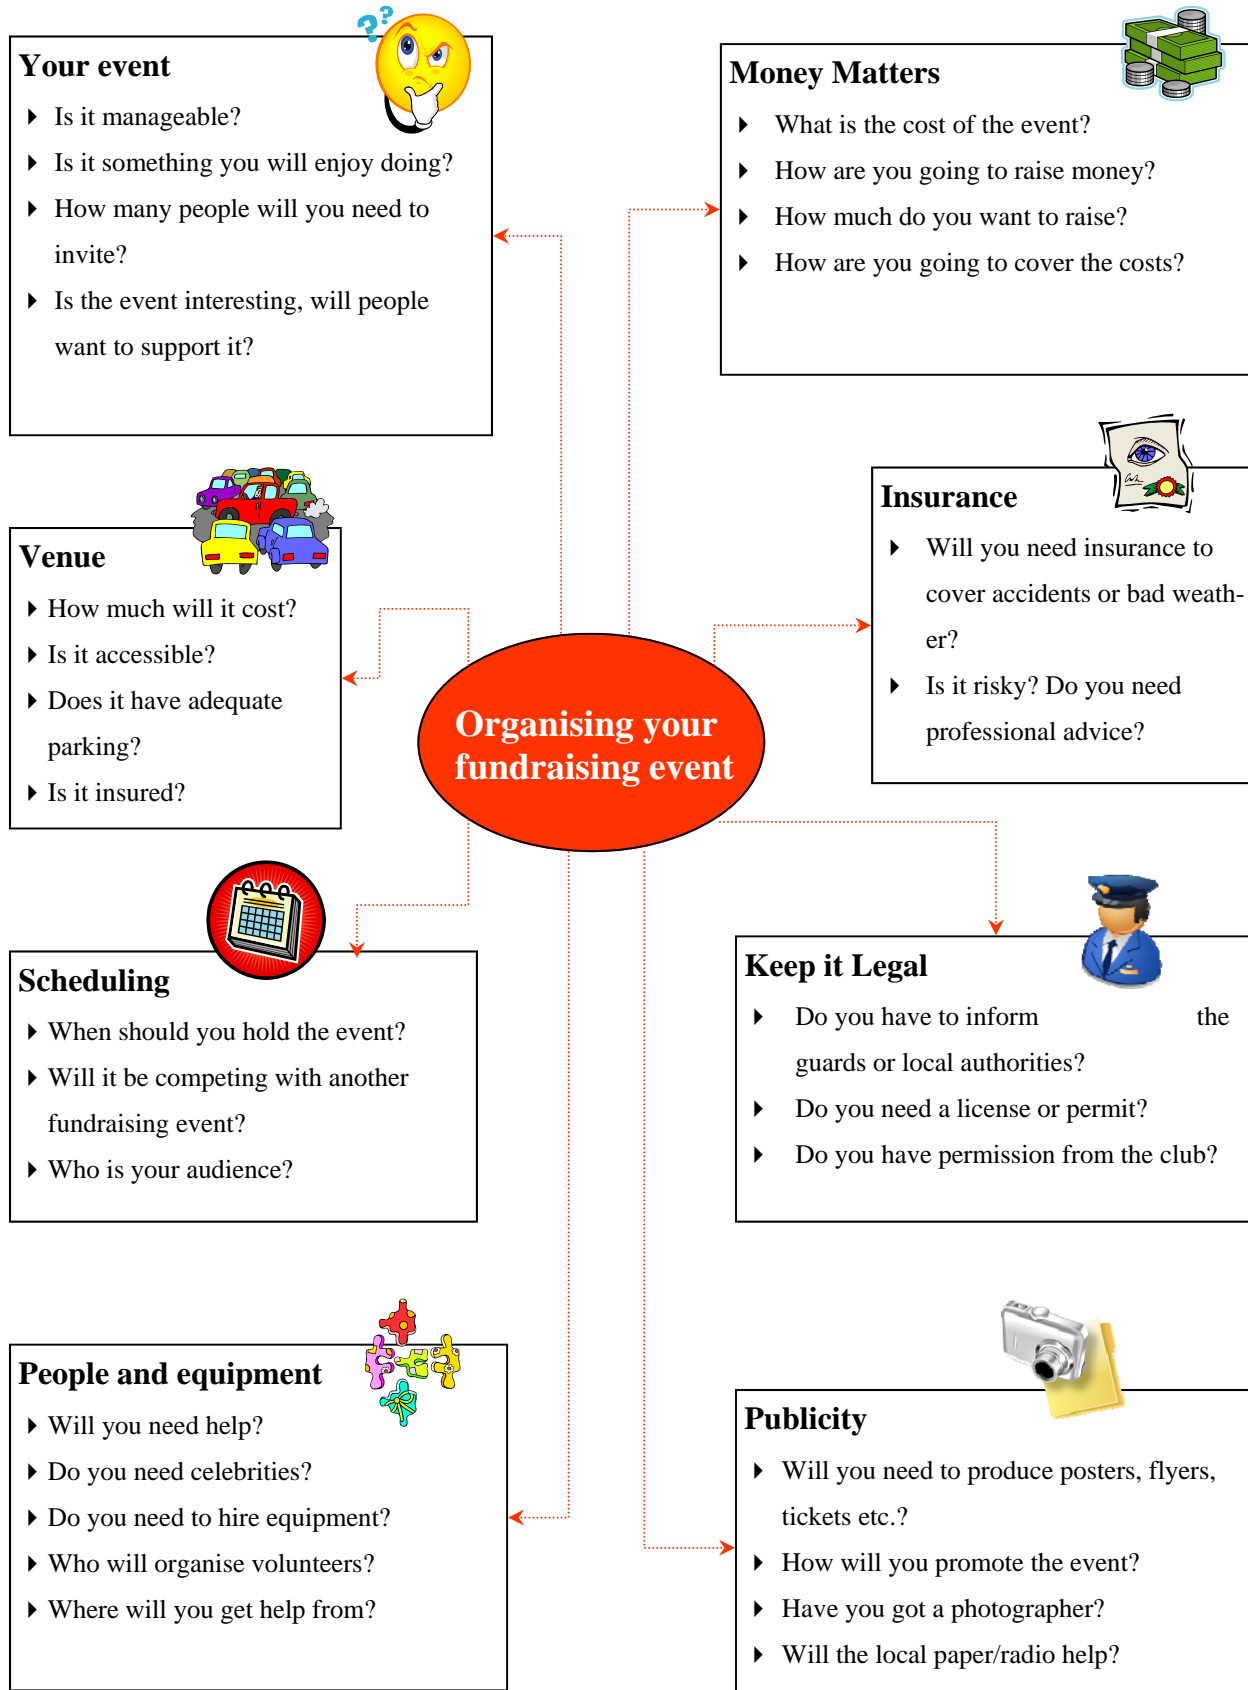 Your event
Is it manageable?
Is it something you will enjoy doing?
How many people will you need to
invite?
Is the event interesting, will people
want to support it?
Money Matters
What is the cost of the event?
How are you going to raise money?
How much do you want to raise?
How are you going to cover the costs?
Venue
How much will it cost?
Is it accessible?
Does it have adequate
parking?
Is it insured?
Insurance
Will you need insurance to
cover accidents or bad weath-
er?
Is it risky? Do you need
professional advice?
Organising your
fundraising event
Scheduling
When should you hold the event?
Will it be competing with another
fundraising event?
Who is your audience?
Keep it Legal
Do you have to inform the
guards or local authorities?
Do you need a license or permit?
Do you have permission from the club?
People and equipment
Will you need help?
Do you need celebrities?
Do you need to hire equipment?
Who will organise volunteers?
Where will you get help from?
Publicity
Will you need to produce posters, flyers,
tickets etc.?
How will you promote the event?
Have you got a photographer?
Will the local paper/radio help?